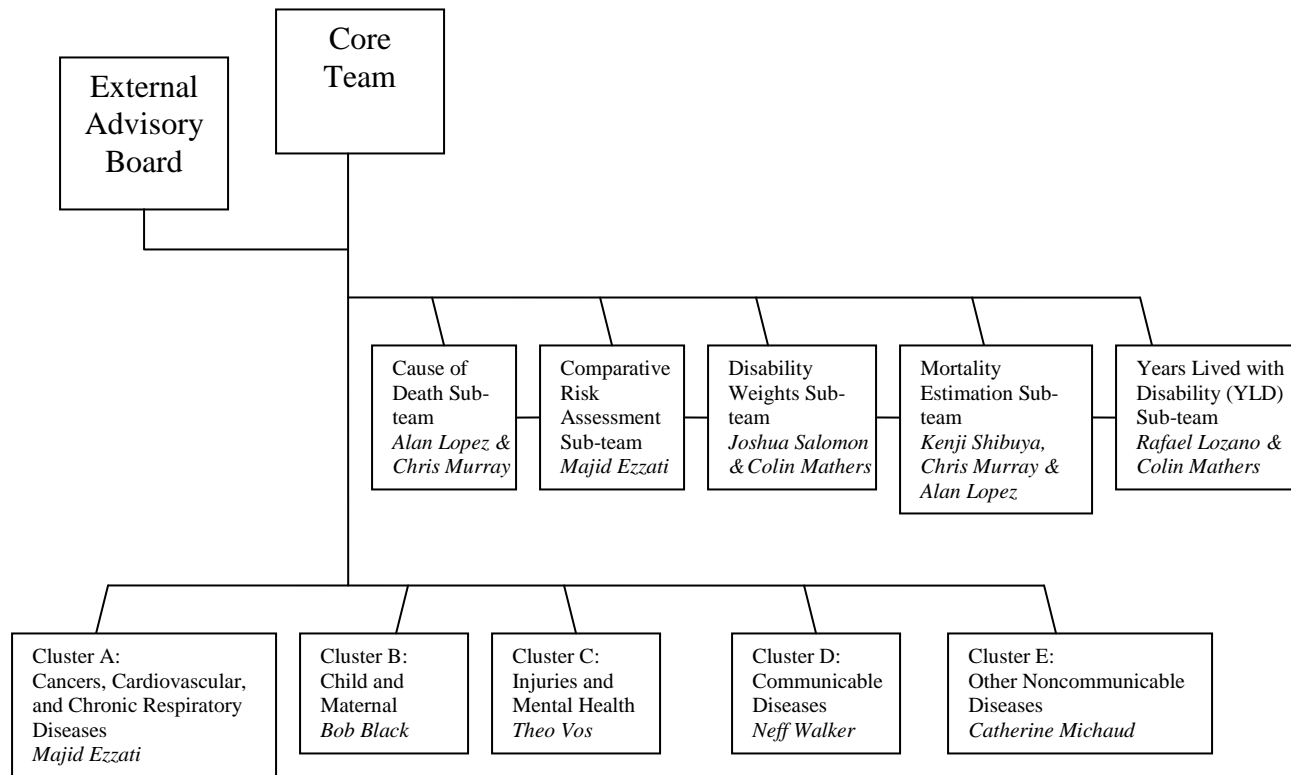 External
Advisory
Board
Core
Team
Cause of
Death Sub-
team
Alan Lopez &
Chris Murray
Comparative
Risk
Assessment
Sub-team
Majid Ezzati
Disability
Weights Sub-
team
Joshua Salomon
& Colin Mathers
Mortality
Estimation Sub-
team
Kenji Shibuya,
Chris Murray &
Alan Lopez
Years Lived with
Disability (YLD)
Sub-team
Rafael Lozano &
Colin Mathers
Cluster A:
Cancers, Cardiovascular,
and Chronic Respiratory
Diseases
Majid Ezzati
Cluster B:
Child and
Maternal
Bob Black
Cluster C:
Injuries and
Mental Health
Theo Vos
Cluster D:
Communicable
Diseases
Neff Walker
Cluster E:
Other Noncommunicable
Diseases
Catherine Michaud